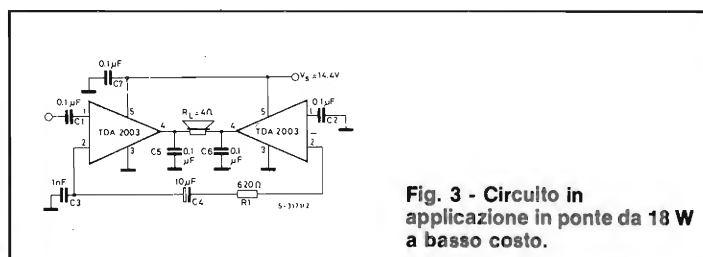 0.1µF
C7
Vs =14.4V
0.1µF
C1
1
5
RL=4Ω
5
0.1µF
1
C2
TDA 2003
4
4
TDA 2003
2
3
C5
0.1
µF
C6
0.1
µF
3
2
1nF
C3
10µF
C4
620Ω
R1
Fig. 3 - Circuito in
applicazione in ponte da 18 W
a basso costo.